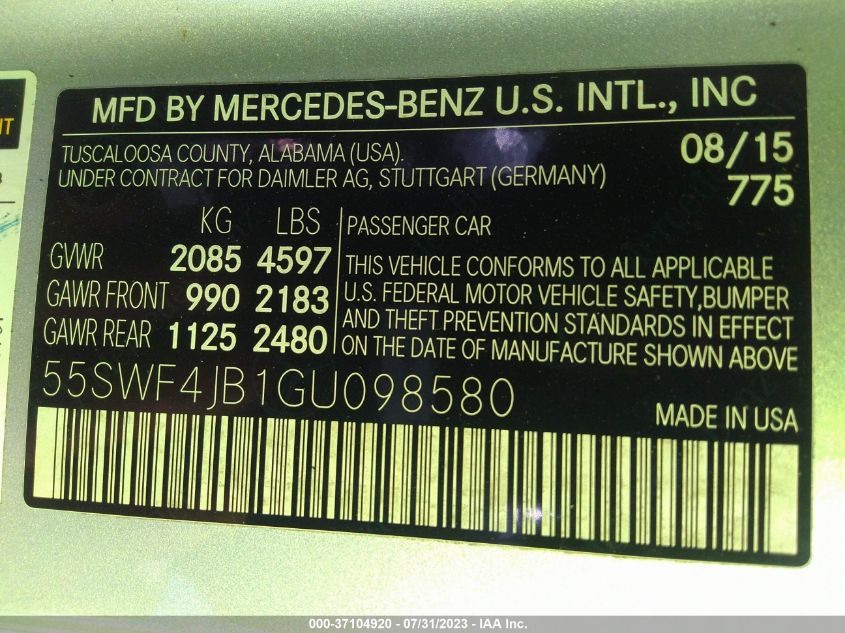 MFD BY MERCEDES-BENZ U.S. INTL., INC
TUSCALOOSA COUNTY, ALABAMA (USA).
UNDER CONTRACT FOR DAIMLER AG, STUTTGART (GERMANY)
08/15
775
KG LBS
GVWR 2085 4597
GAWR FRONT 990 2183
GAWR REAR 1125 2480
PASSENGER CAR
THIS VEHICLE CONFORMS TO ALL APPLICABLE
U.S. FEDERAL MOTOR VEHICLE SAFETY,BUMPER
AND THEFT PREVENTION STANDARDS IN EFFECT
ON THE DATE OF MANUFACTURE SHOWN ABOVE
55SWF4JB1GU098580
MADE IN USA
000-37104920 / 07/31/2023 - IAA Inc.